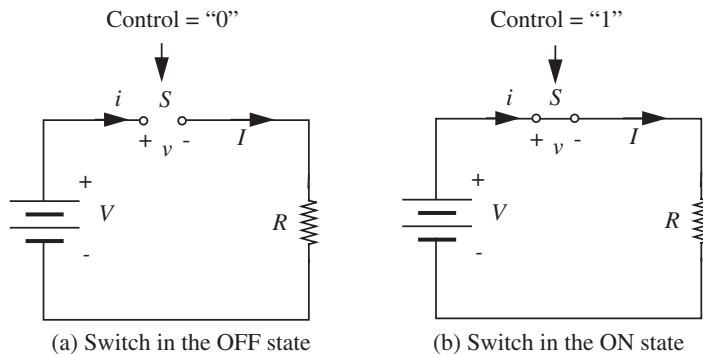 Control = “0”
i
S
+ v -
I
+
V
-
R
(a) Switch in the OFF state
Control = “1”
i
S
+ v -
I
+
V
-
R
(b) Switch in the ON state